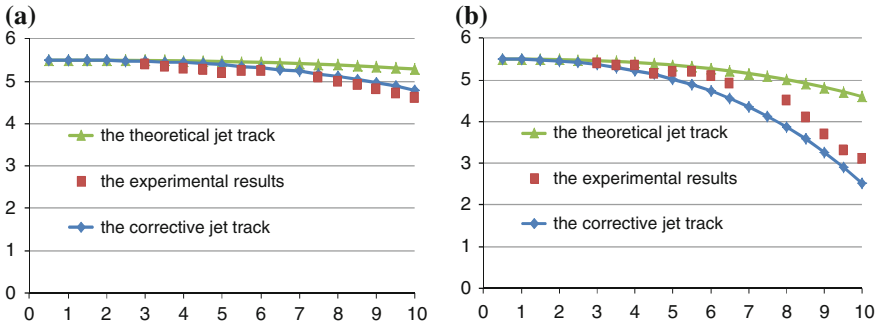 (a)
6
5
4
3
2
1
0
the theoretical jet track
the experimental results
the corrective jet track
0 1 2 3 4 5 6 7 8 9 10
(b)
6
5
4
3
2
1
0
the theoretical jet track
the experimental results
the corrective jet track
0 1 2 3 4 5 6 7 8 9 10